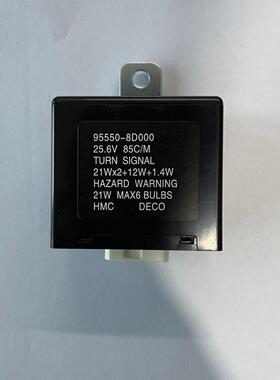 95550-8D000
25.6V 85C/M
TURN SIGNAL
21Wx2+12W+1.4W
HAZARD WARNING
21W MAX6 BULBS
HMC DECO